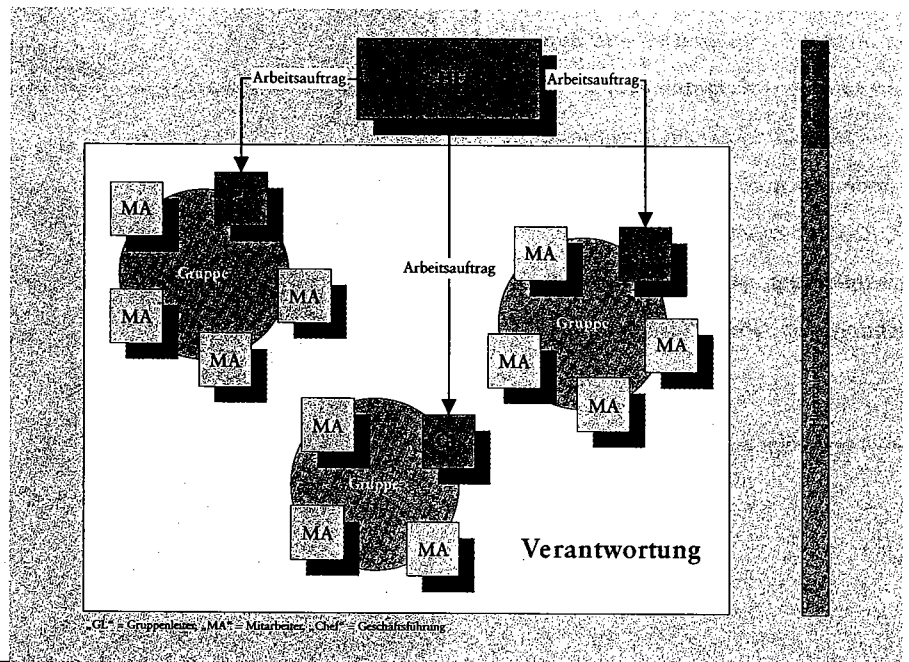 Arbeitsauftrag
Arbeitsauftrag
MA
Gruppe
MA
MA
MA
Arbeitsauftrag
MA
Gruppe
MA
MA
MA
MA
GL
Gruppe
MA
MA
Verantwortung
„GL“ = Gruppenleiter, „MA“ = Mitarbeiter, „Chef“ = Geschäftsführung